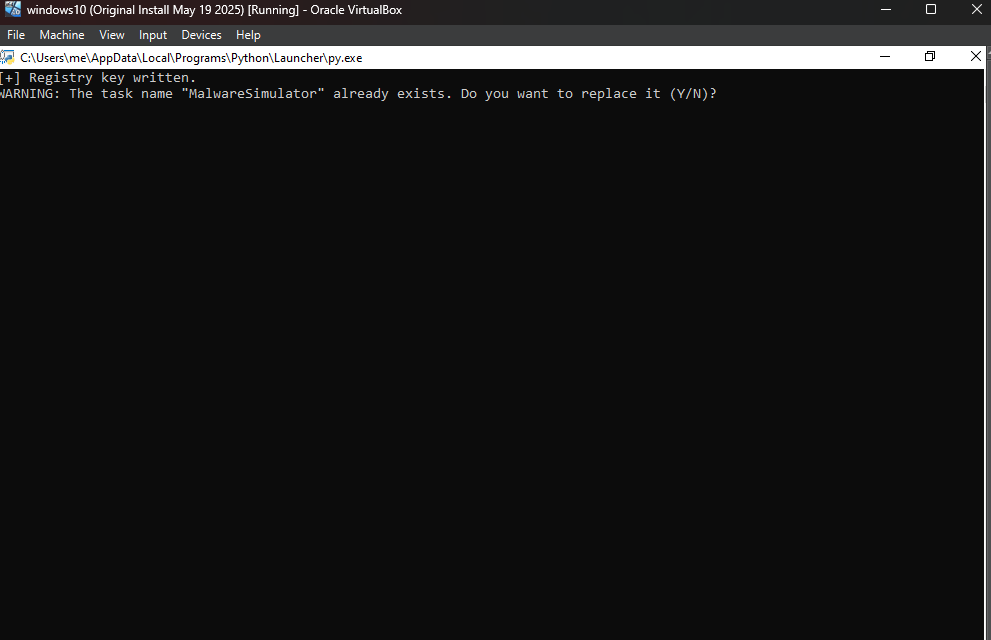 windows10 (Original Install May 19 2025) [Running] - Oracle VirtualBox
File Machine View Input Devices Help
C:\Users\me\AppData\Local\Programs\Python\Launcher\py.exe
[+] Registry key written.
WARNING: The task name "MalwareSimulator" already exists. Do you want to replace it (Y/N)?